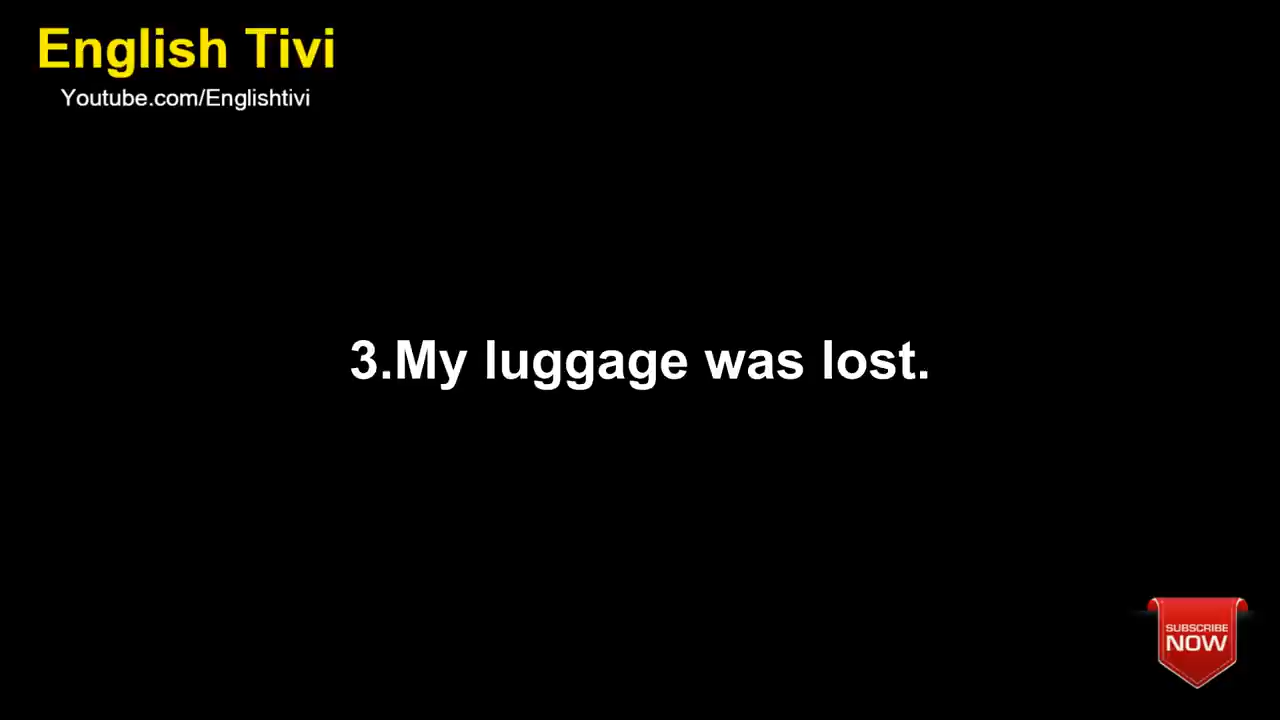 English Tivi
Youtube.com/Englishtivi
3.My luggage was lost.
SUBSCRIBE
NOW